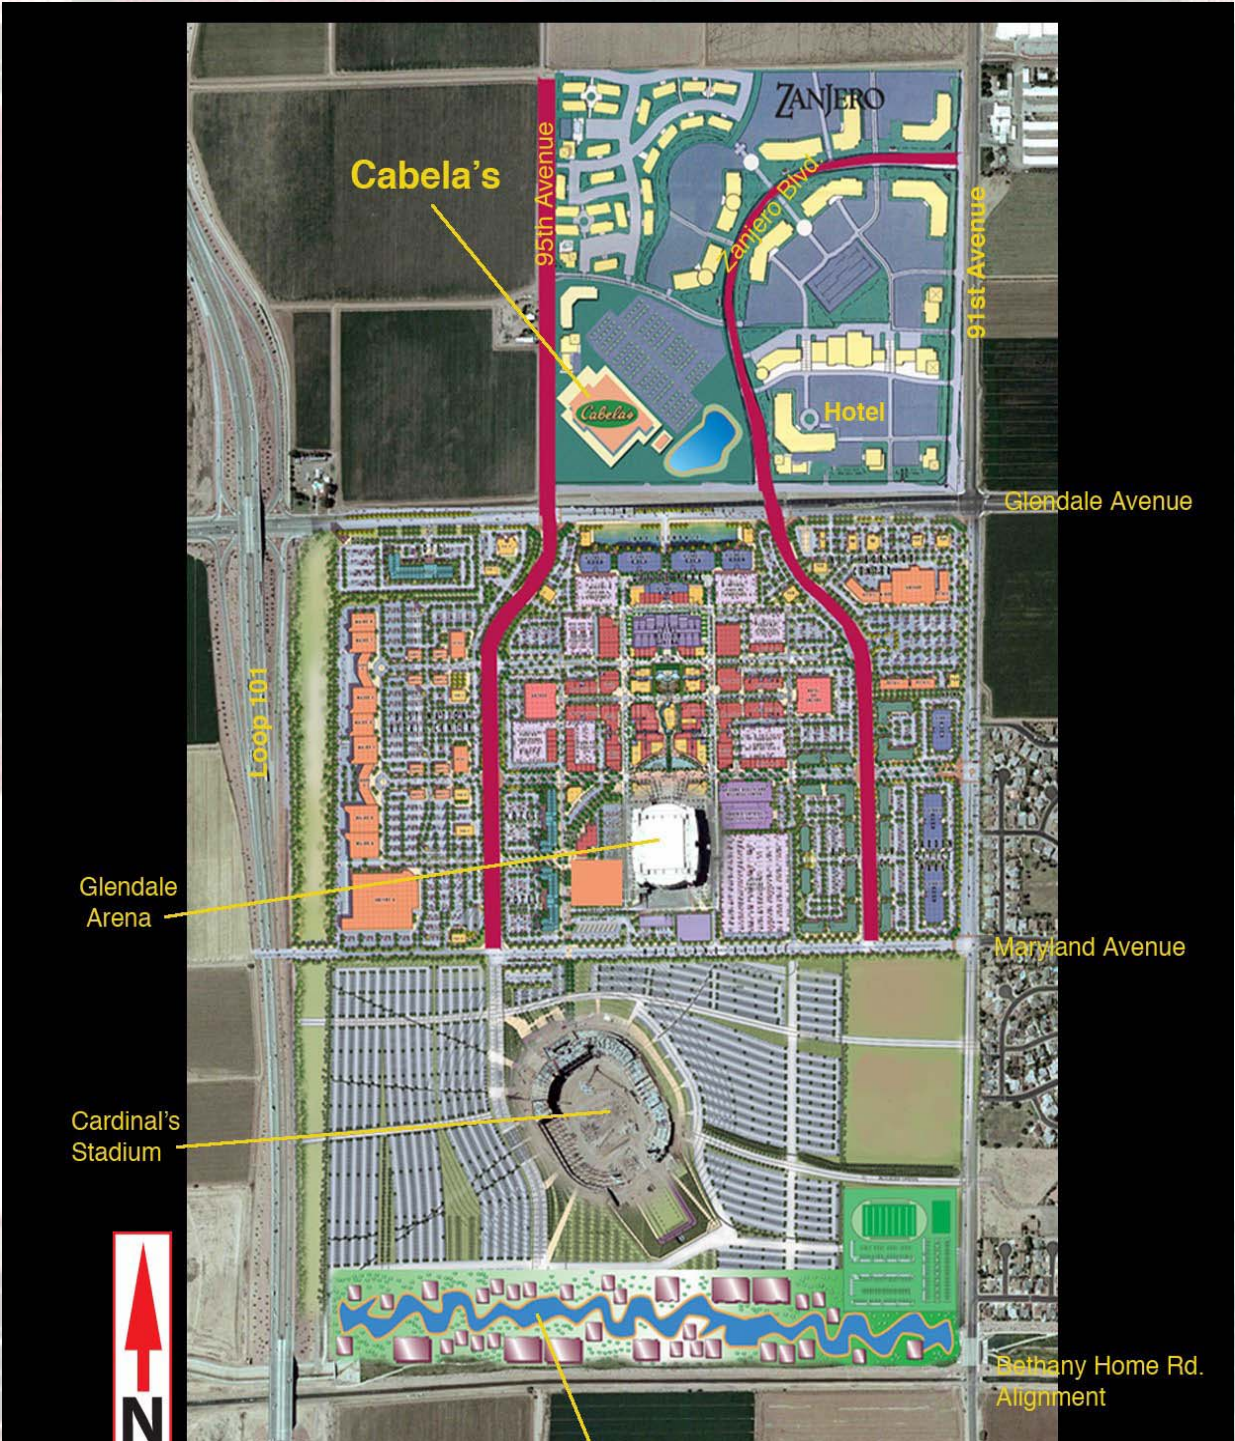 ZANJERO
95th Avenue
Cabela's
Zanjero Blvd.
91st Avenue
Cabela's
Hotel
Glendale Avenue
Loop 101
Glendale
Arena
Maryland Avenue
Cardinal's
Stadium
Bethany Home Rd.
Alignment
N